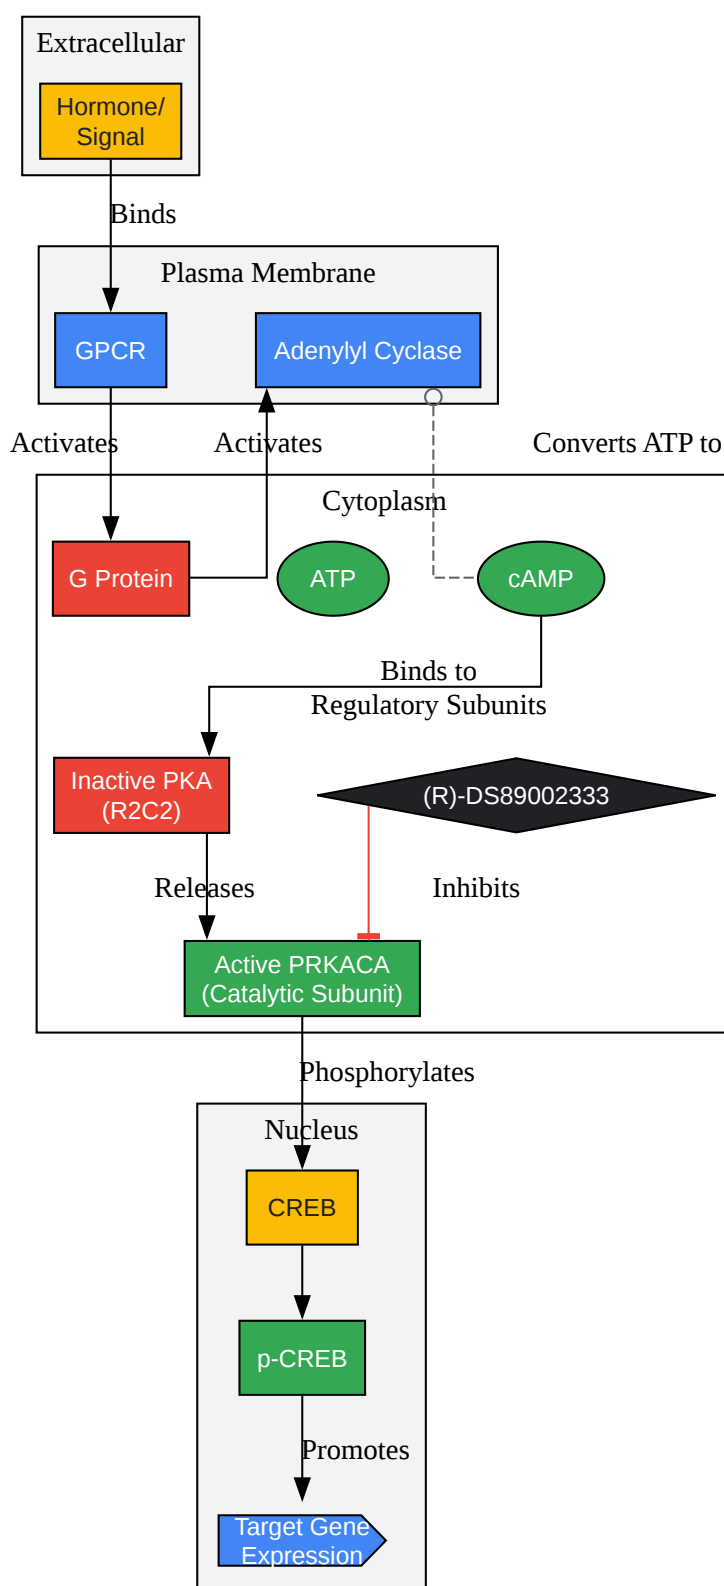 Extracellular
Hormone/
Signal
Binds
Plasma Membrane
GPCR
Adenylyl Cyclase
Activates
Activates
Converts ATP to
Cytoplasm
G Protein
ATP
cAMP
Binds to
Regulatory Subunits
Inactive PKA
(R2C2)
(R)-DS89002333
Releases
Inhibits
Active PRKACA
(Catalytic Subunit)
Phosphorylates
Nucleus
CREB
p-CREB
Promotes
Target Gene
Expression